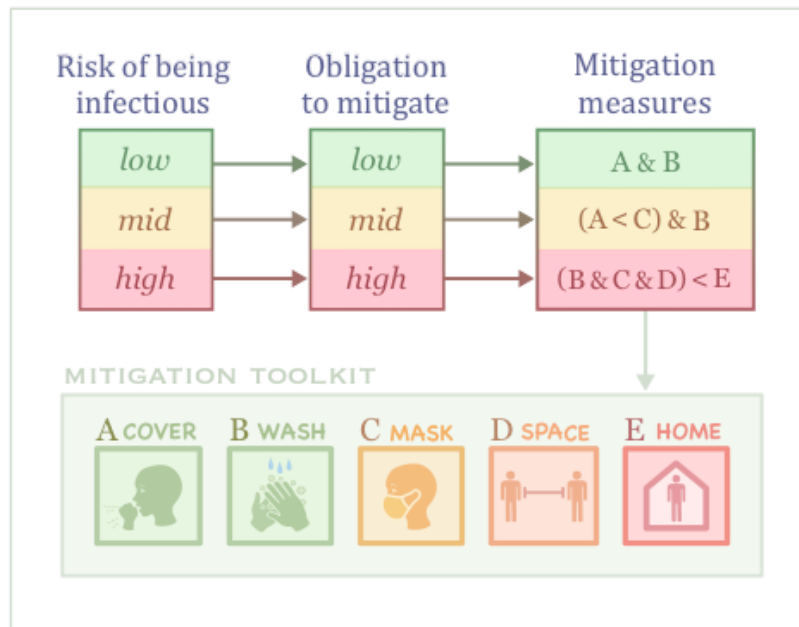 Risk of being
infectious
Obligation
to mitigate
Mitigation
measures
low
low
A & B
mid
mid
(A < C) & B
high
high
(B & C & D) < E
MITIGATION TOOLKIT
A COVER
B WASH
C MASK
D SPACE
E HOME